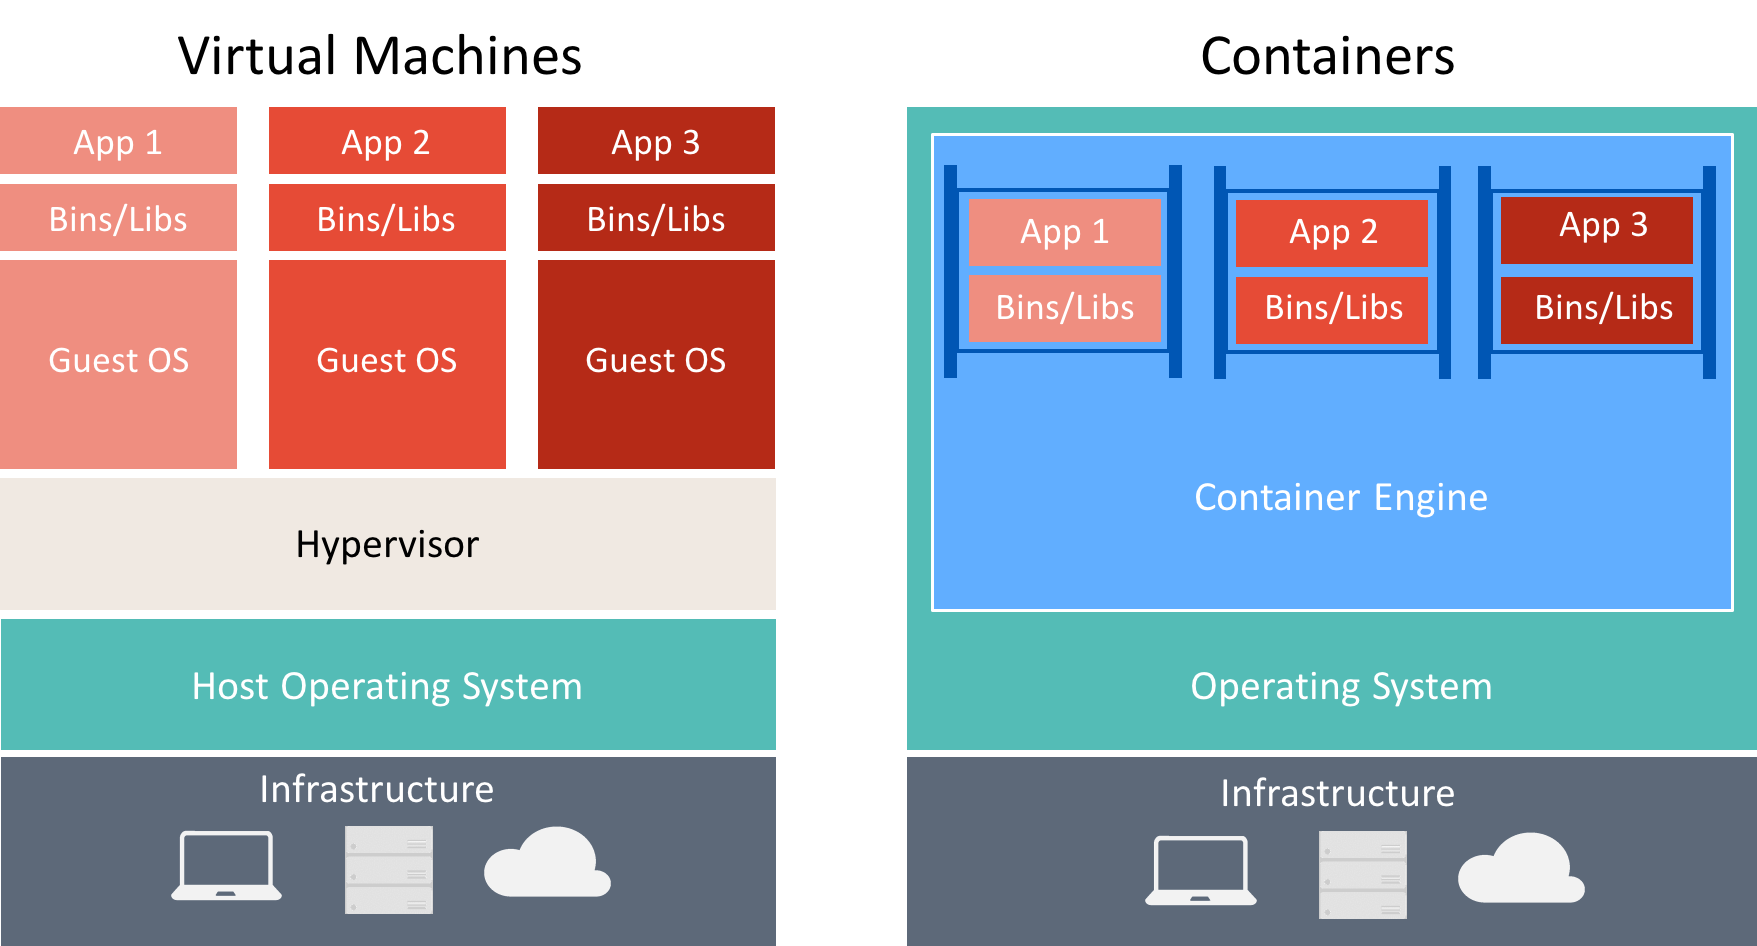 Virtual Machines
App 1
App 2
App 3
Bins/Libs
Bins/Libs
Bins/Libs
Guest OS
Guest OS
Guest OS
Hypervisor
Host Operating System
Infrastructure
Containers
App 1
App 2
App 3
Bins/Libs
Bins/Libs
Bins/Libs
Container Engine
Operating System
Infrastructure